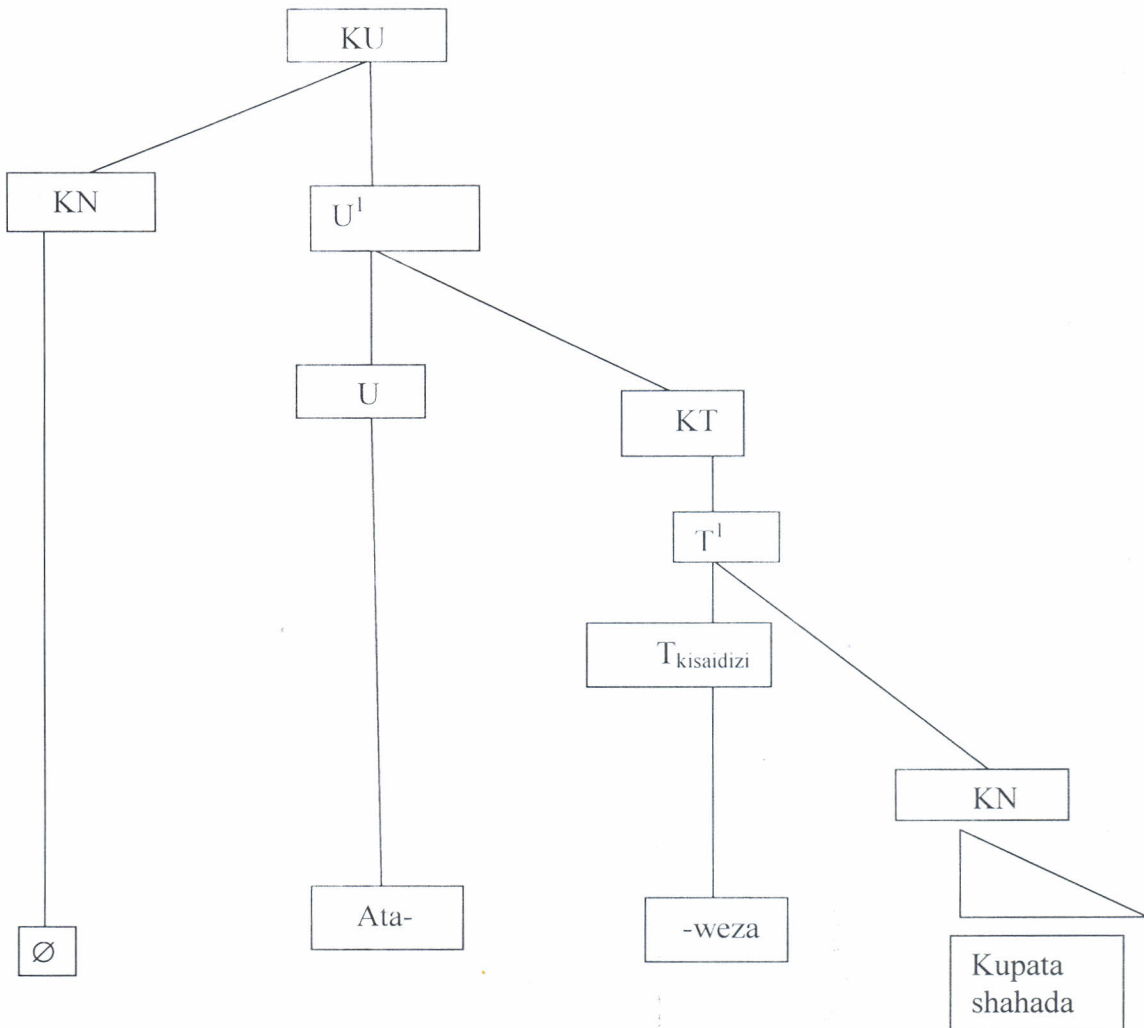 KU
KN
U¹
U
KT
T¹
Tkisaidizi
KN
Ata-
-weza
Ø
Kupata
shahada